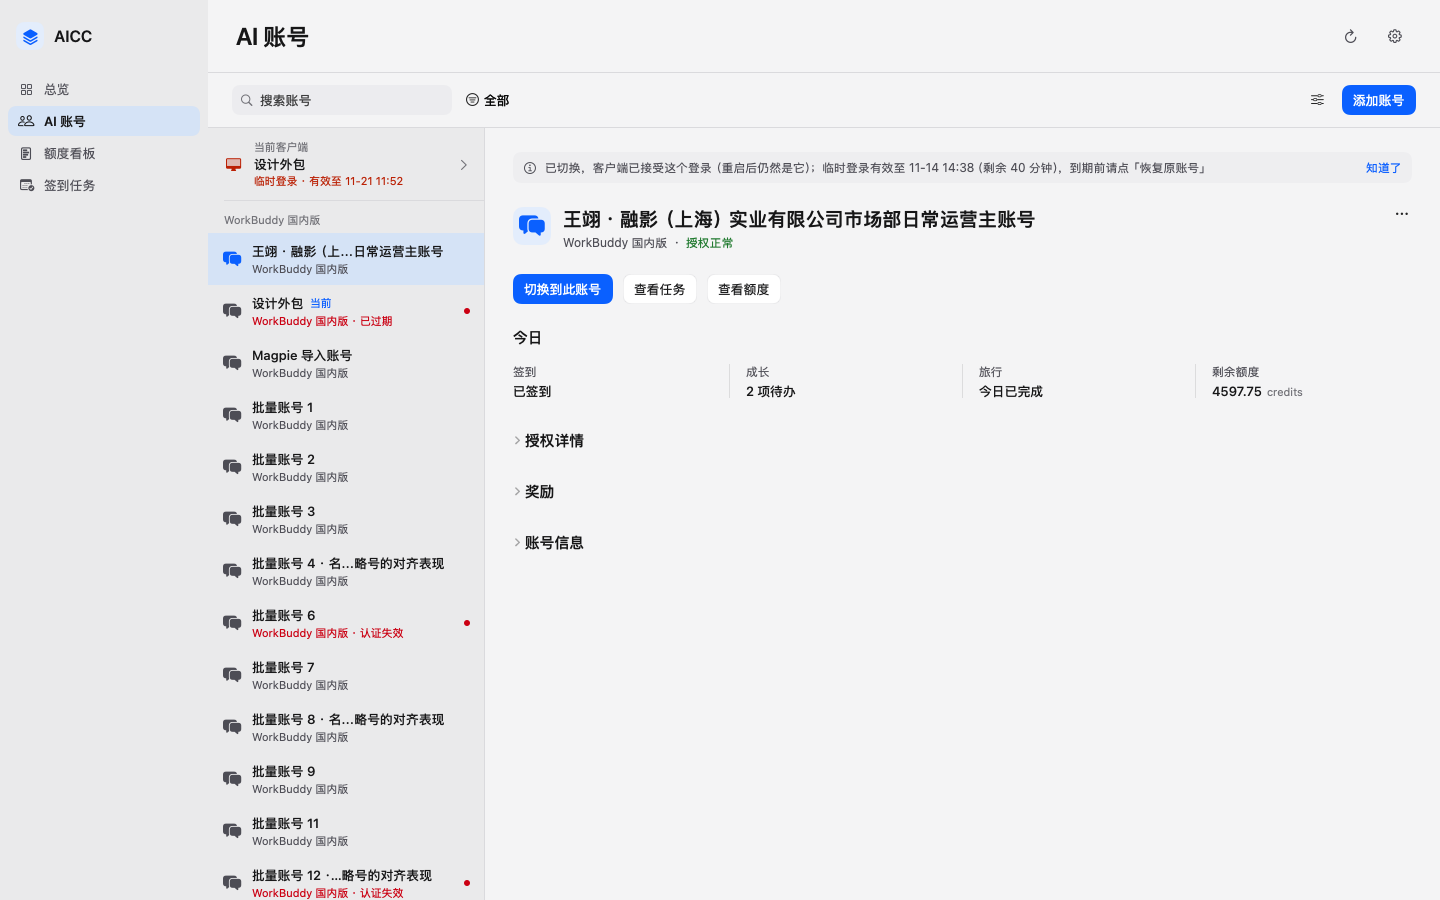 AICC
总览
AI 账号
额度看板
签到任务
AI 账号
搜索账号
全部
添加账号
当前客户端
设计外包
临时登录 · 有效至 11-21 11:52
WorkBuddy 国内版
王翊 · 融影（上…日常运营主账号
WorkBuddy 国内版
设计外包 当前
WorkBuddy 国内版 · 已过期
Magpie 导入账号
WorkBuddy 国内版
批量账号 1
WorkBuddy 国内版
批量账号 2
WorkBuddy 国内版
批量账号 3
WorkBuddy 国内版
批量账号 4 · 名…略号的对齐表现
WorkBuddy 国内版
批量账号 6
WorkBuddy 国内版 · 认证失效
批量账号 7
WorkBuddy 国内版
批量账号 8 · 名…略号的对齐表现
WorkBuddy 国内版
批量账号 9
WorkBuddy 国内版
批量账号 11
WorkBuddy 国内版
批量账号 12 ·…略号的对齐表现
WorkBuddy 国内版 · 认证失效
已切换，客户端已接受这个登录（重启后仍然是它）；临时登录有效至 11-14 14:38（剩余 40 分钟），到期前请点「恢复原账号」
知道了
王翊 · 融影（上海）实业有限公司市场部日常运营主账号
WorkBuddy 国内版 · 授权正常
切换到此账号
查看任务
查看额度
今日
签到
已签到
成长
2 项待办
旅行
今日已完成
剩余额度
4597.75 credits
授权详情
奖励
账号信息